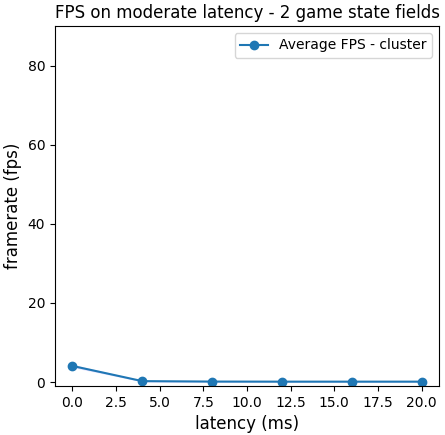 FPS on moderate latency - 2 game state fields
Average FPS - cluster
80
60
40
20
0
framerate (fps)
0.0 2.5 5.0 7.5 10.0 12.5 15.0 17.5 20.0
latency (ms)